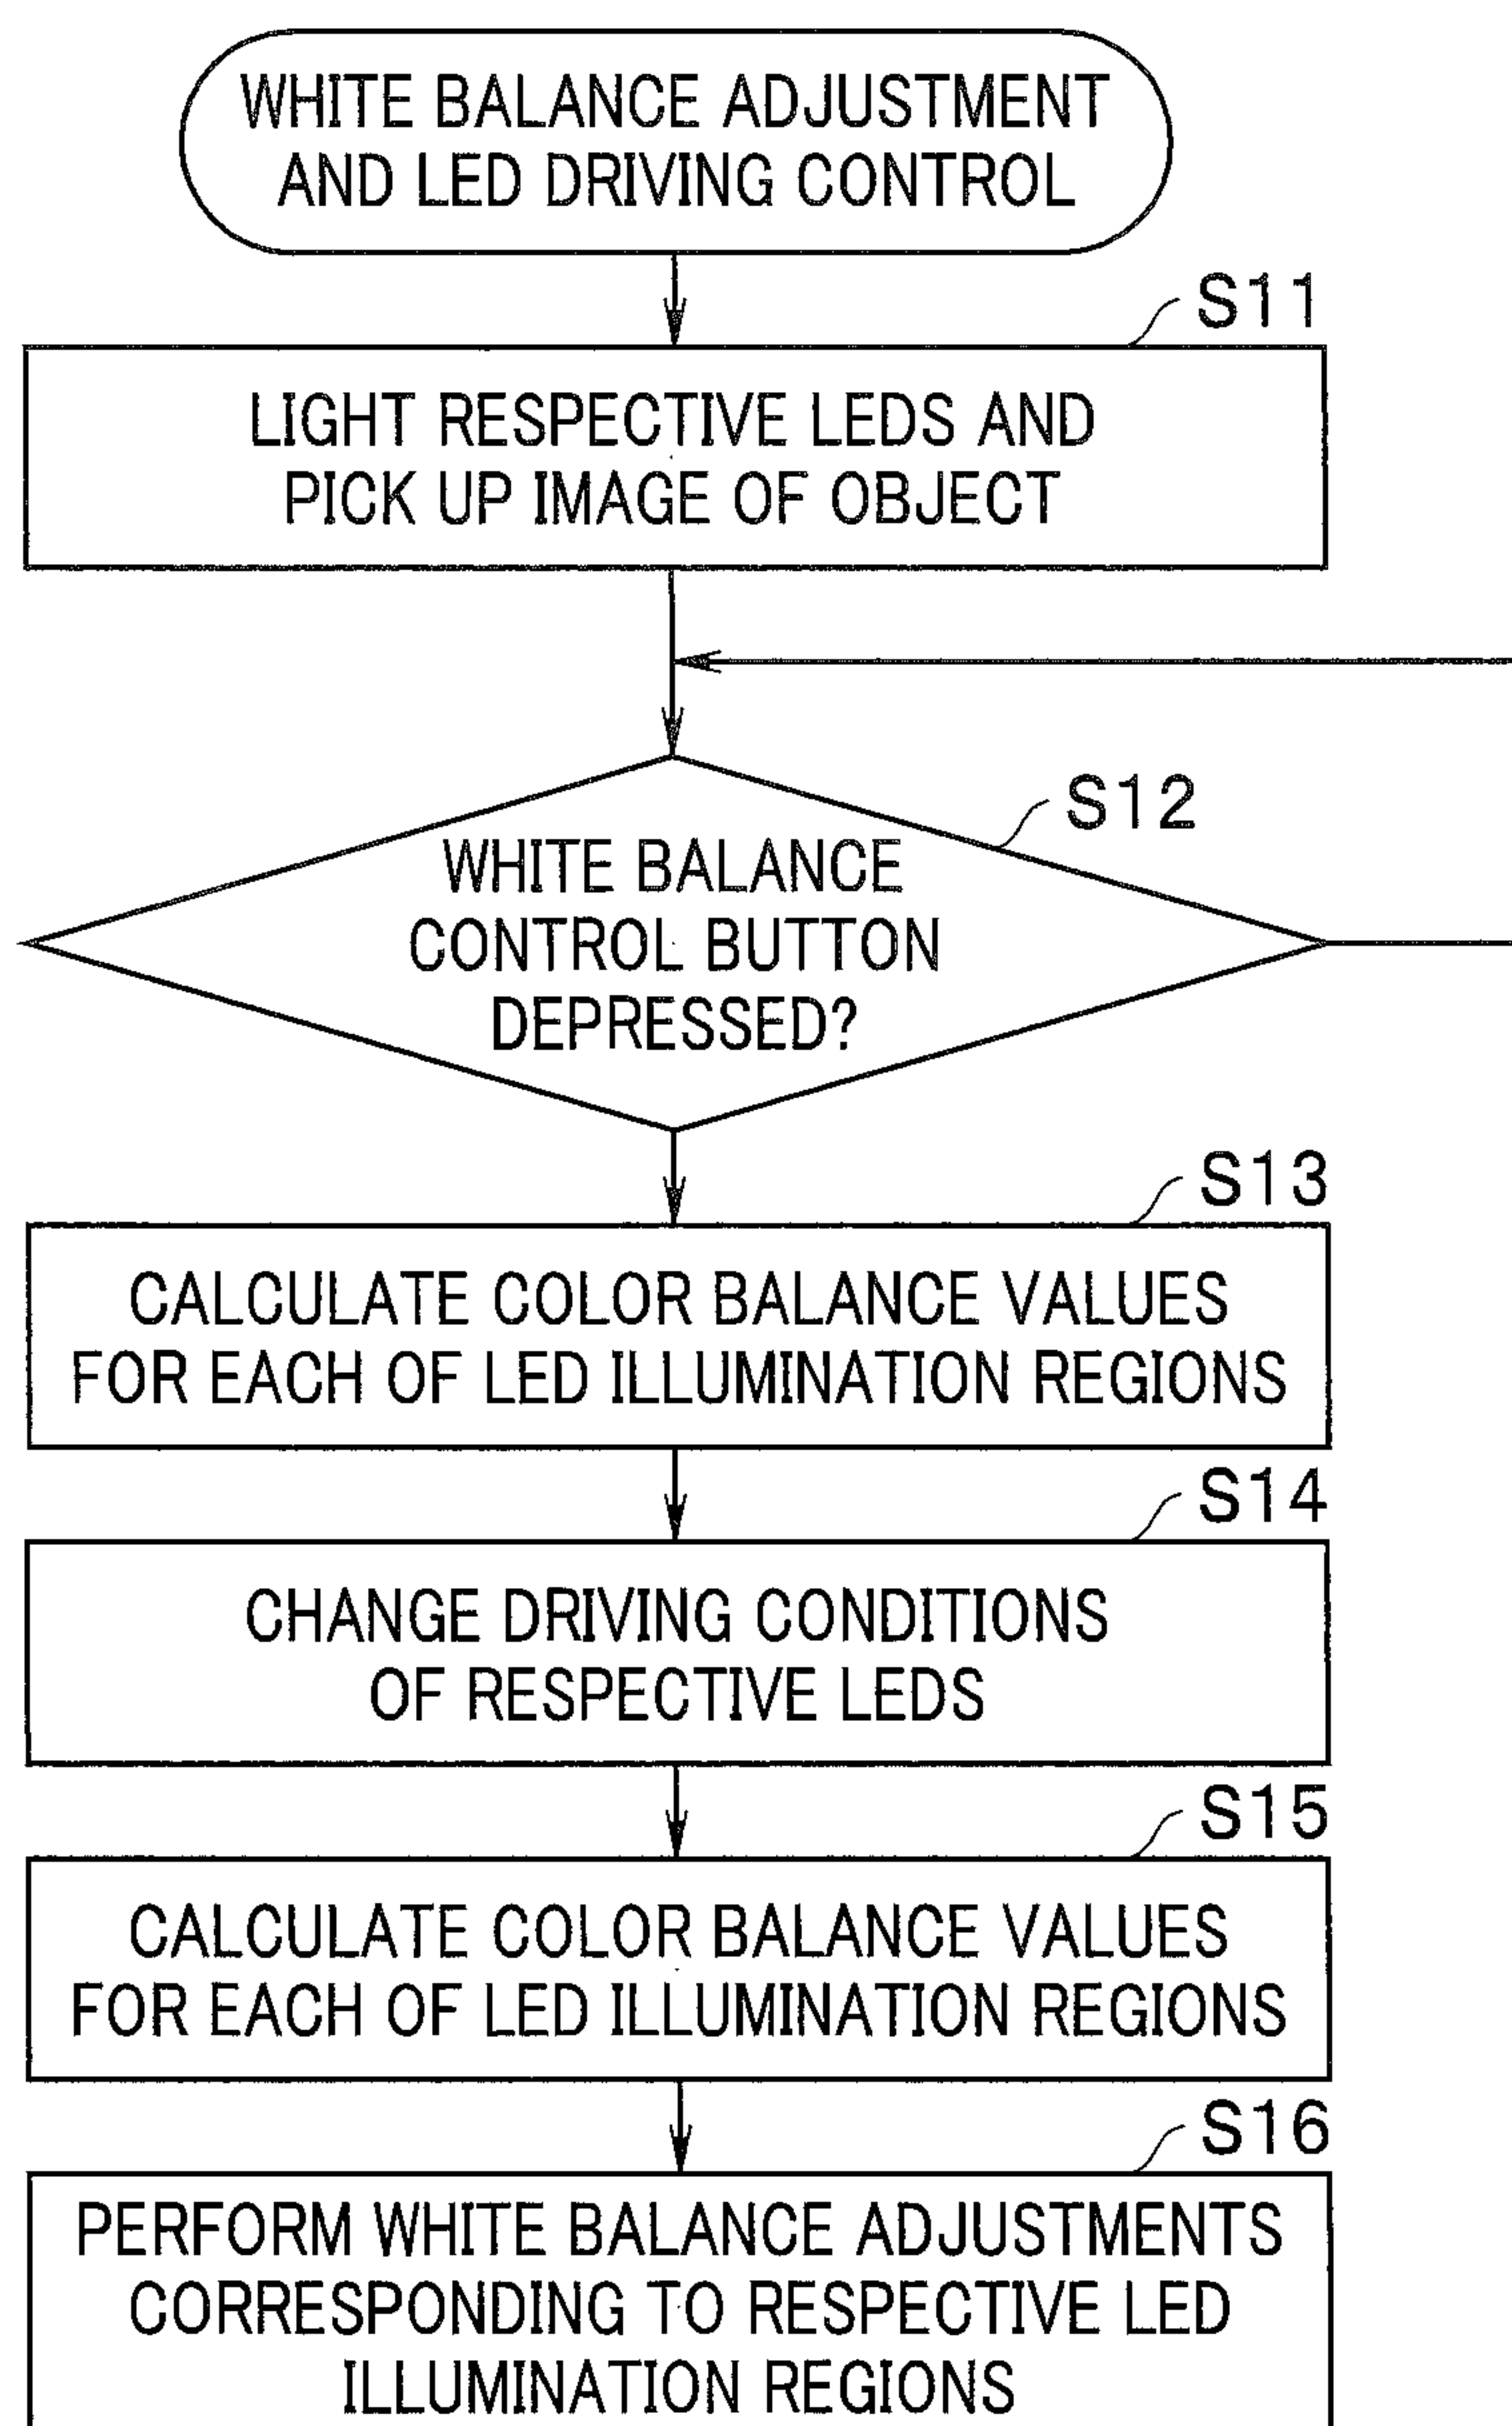 WHITE BALANCE ADJUSTMENT
AND LED DRIVING CONTROL
S11
LIGHT RESPECTIVE LEDS AND
PICK UP IMAGE OF OBJECT
S12
WHITE BALANCE
CONTROL BUTTON
DEPRESSED?
S13
CALCULATE COLOR BALANCE VALUES
FOR EACH OF LED ILLUMINATION REGIONS
S14
CHANGE DRIVING CONDITIONS
OF RESPECTIVE LEDS
S15
CALCULATE COLOR BALANCE VALUES
FOR EACH OF LED ILLUMINATION REGIONS
S16
PERFORM WHITE BALANCE ADJUSTMENTS
CORRESPONDING TO RESPECTIVE LED
ILLUMINATION REGIONS